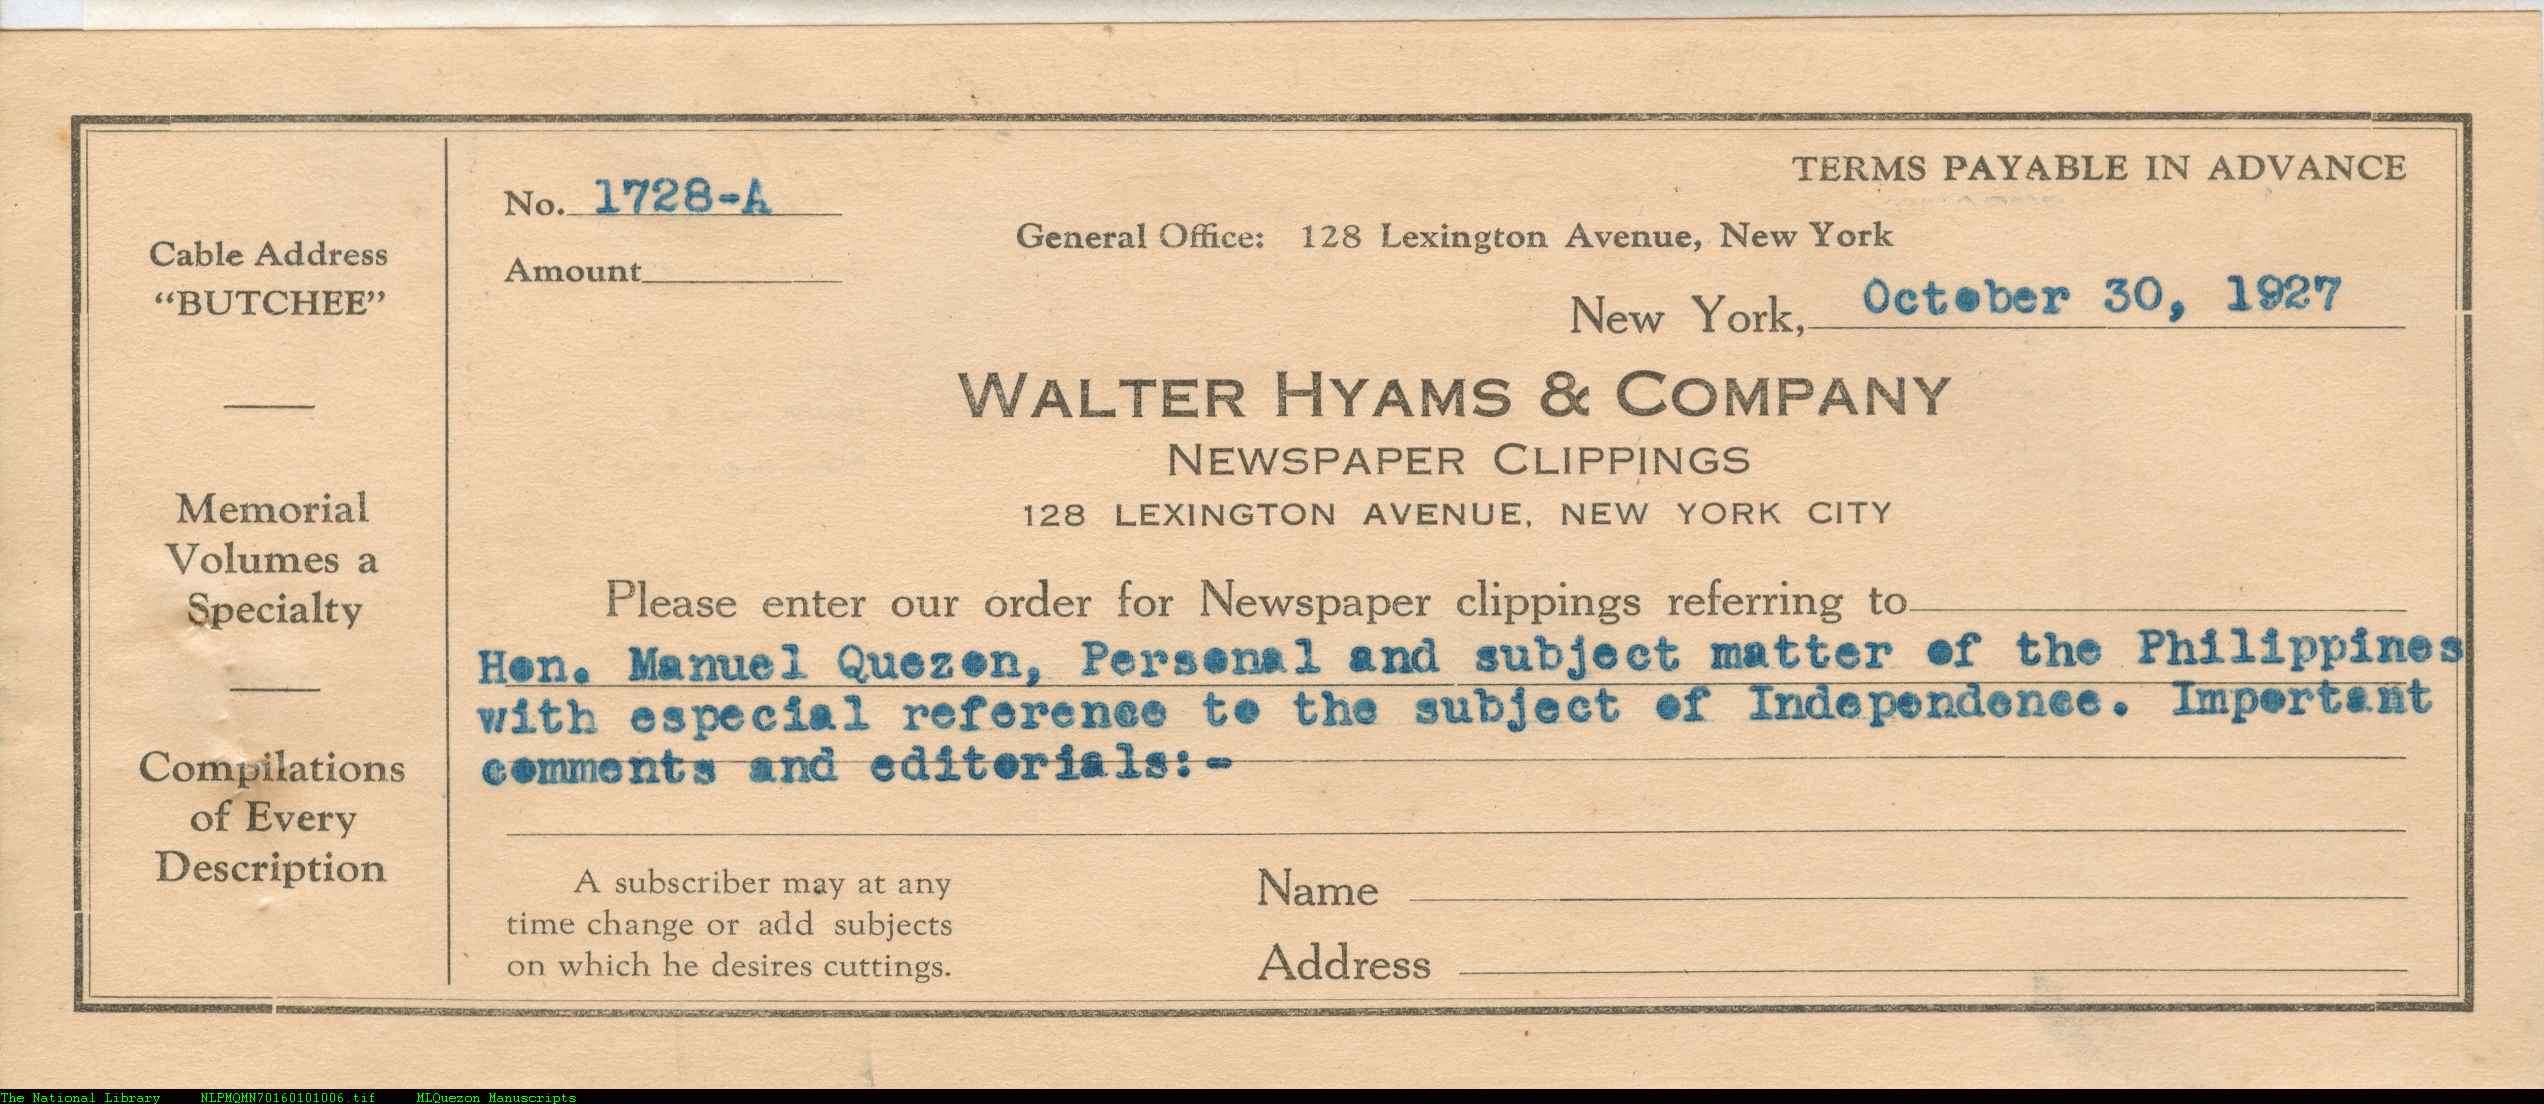 Cable Address
"BUTCHEE"
Memorial
Volumes a
Specialty
Compilations
of Every
Description
No. 1728-A
Amount
TERMS PAYABLE IN ADVANCE
General Office: 128 Lexington Avenue, New York
New York, October 30, 1927
WALTER HYAMS & COMPANY
NEWSPAPER CLIPPINGS
128 LEXINGTON AVENUE, NEW YORK CITY
Please enter our order for Newspaper clippings referring to
Hon. Manuel Quezon, Personal and subject matter of the Philippines
with especial reference to the subject of Independence. Important
comments and editorials:-
A subscriber may at any
time change or add subjects
on which he desires cuttings.
Name
Address
The National Library NLPMQMN70160101006.tif MLQuezon Manuscripts